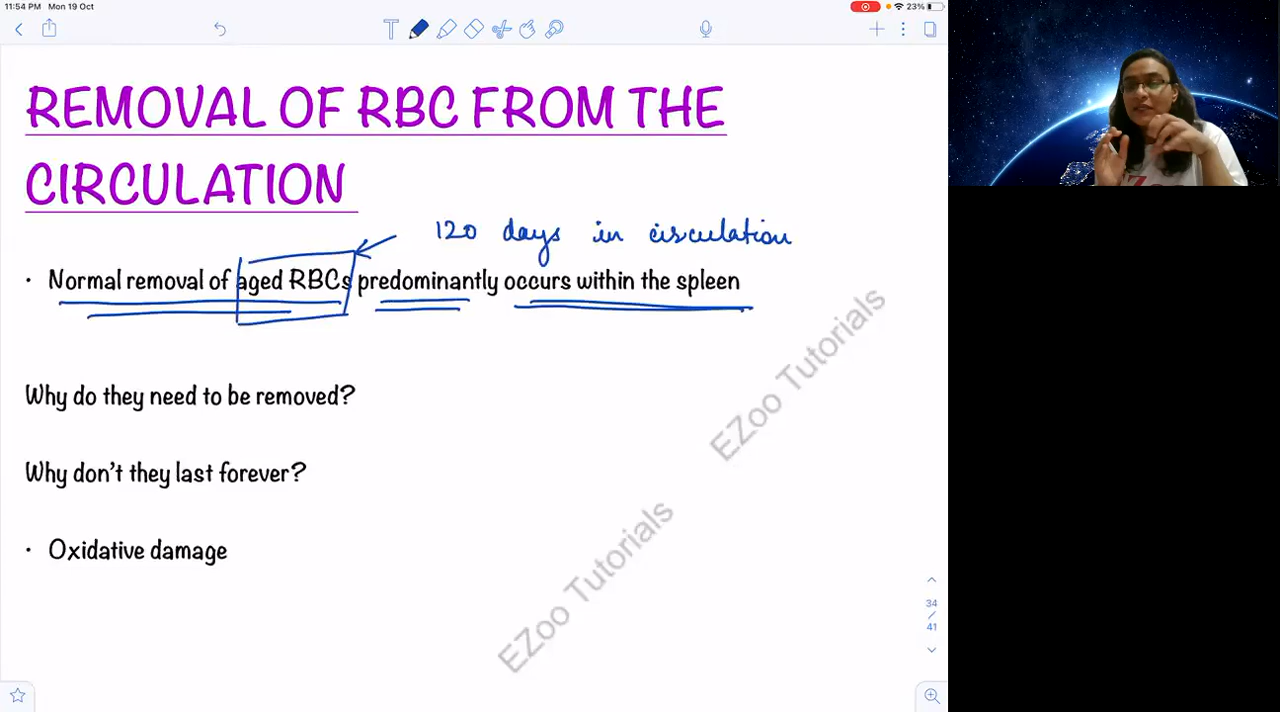 11:54 PM Mon 19 Oct
23%
REMOVAL OF RBC FROM THE
CIRCULATION
120 days in circulation
· Normal removal of aged RBCs predominantly occurs within the spleen
Why do they need to be removed?
Why don't they last forever?
· Oxidative damage
EZoo Tutorials
EZoo Tutorials
34
/
41